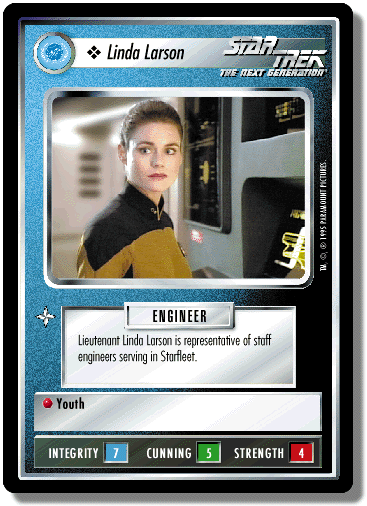 ❖ Linda Larson
STAR TREK
THE NEXT GENERATION®
TM, ©, ® 1995 PARAMOUNT PICTURES.
ENGINEER
Lieutenant Linda Larson is representative of staff
engineers serving in Starfleet.
Youth
INTEGRITY 7 CUNNING 5 STRENGTH 4